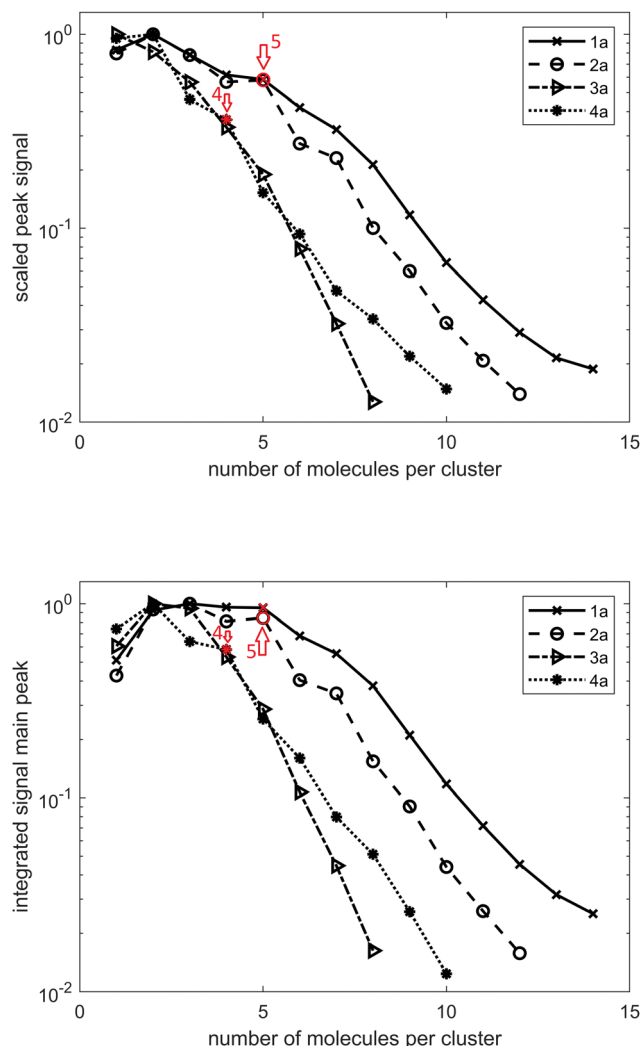 10^0
10^-1
10^-2
0
5
10
15
scaled peak signal
number of molecules per cluster
1a
2a
3a
4a
4
5
10^0
10^-1
10^-2
0
5
10
15
integrated signal main peak
number of molecules per cluster
1a
2a
3a
4a
4
5